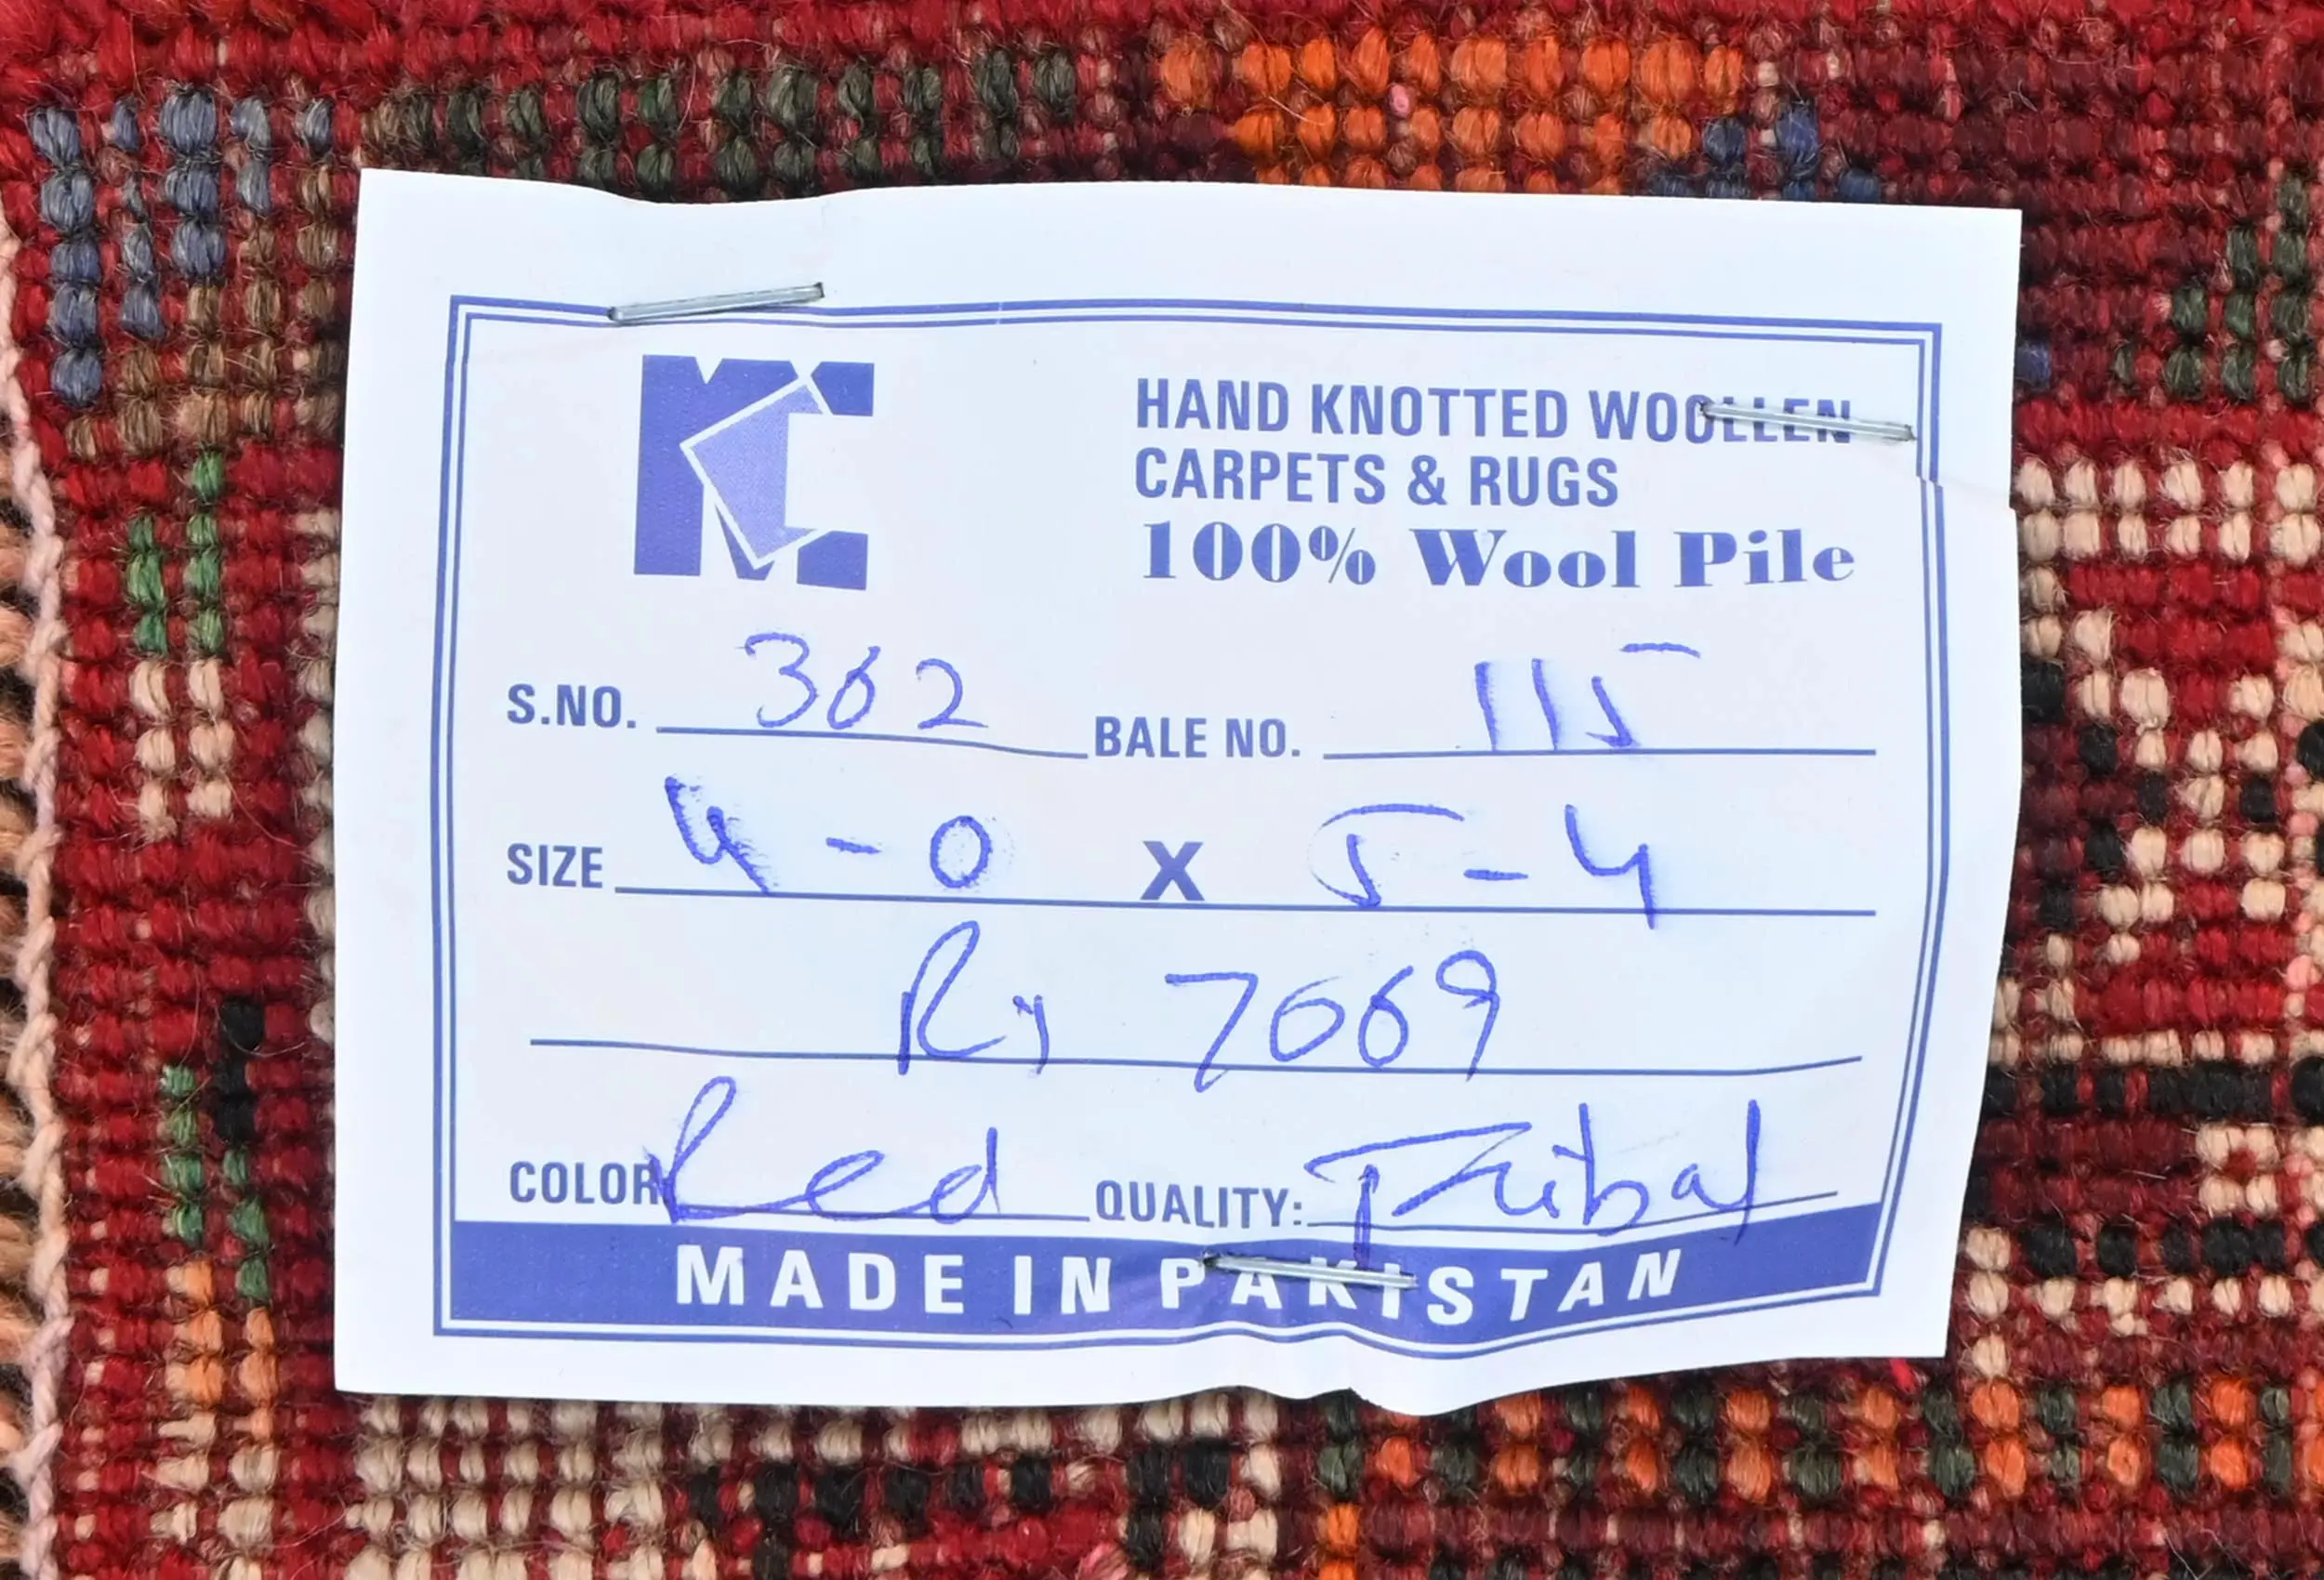 MC
HAND KNOTTED WOOLLEN
CARPETS & RUGS
100% Wool Pile
S.NO. 362 BALE NO. 115
SIZE 4-0 X 5-4
7069
COLOR Red QUALITY: Tribal
MADE IN PAKISTAN